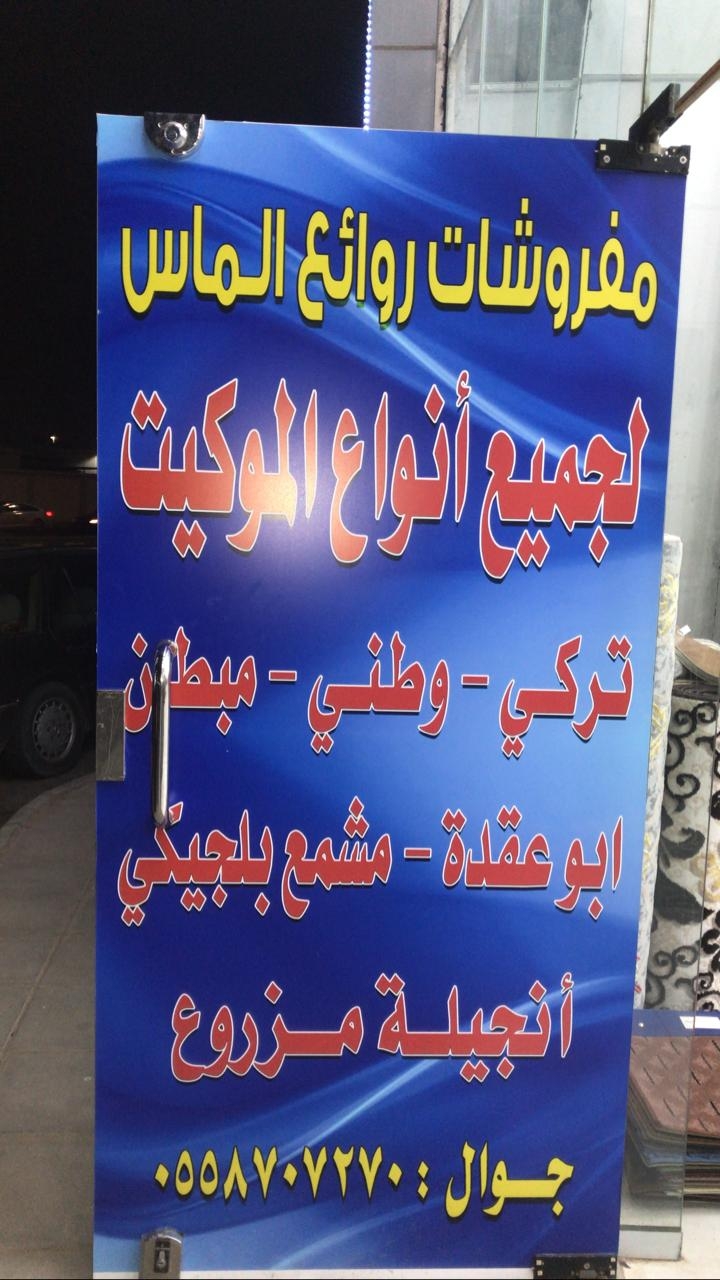 مفروشات روائع الماس
لجميع أنواع الموكيت
تركي - وطني - مبطن
ابو عقدة - مشمع بلجيكي
أنجيلة مزروع
جوال : ٠٥٥٨٧٠٧٢٧٠